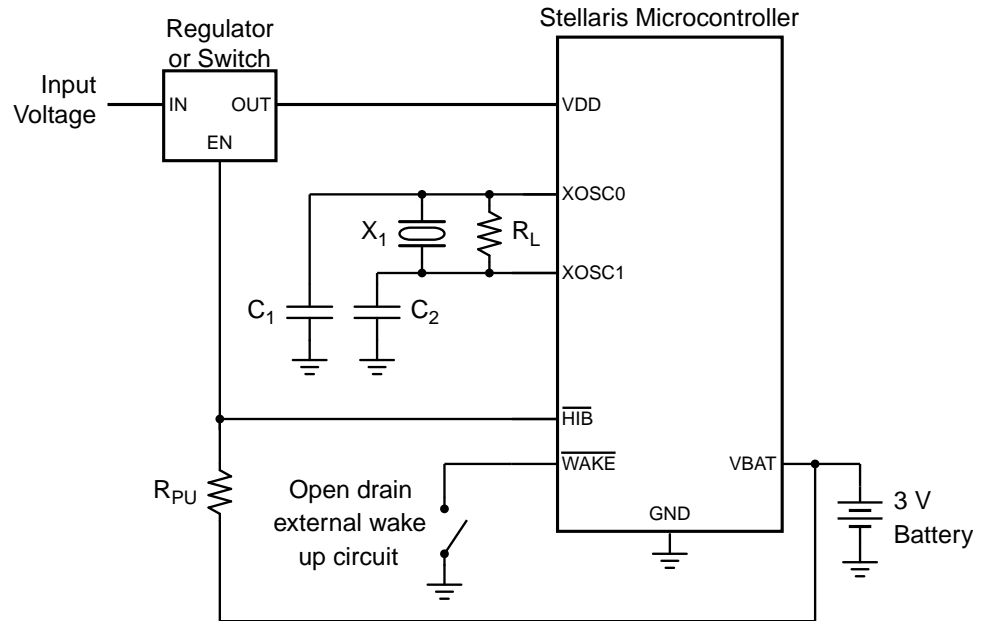 Stellaris Microcontroller
Regulator
or Switch
Input
Voltage
IN
OUT
EN
VDD
XOSC0
X1
RL
XOSC1
C1
C2
HIB
WAKE
VBAT
RPU
Open drain
external wake
up circuit
GND
3 V
Battery